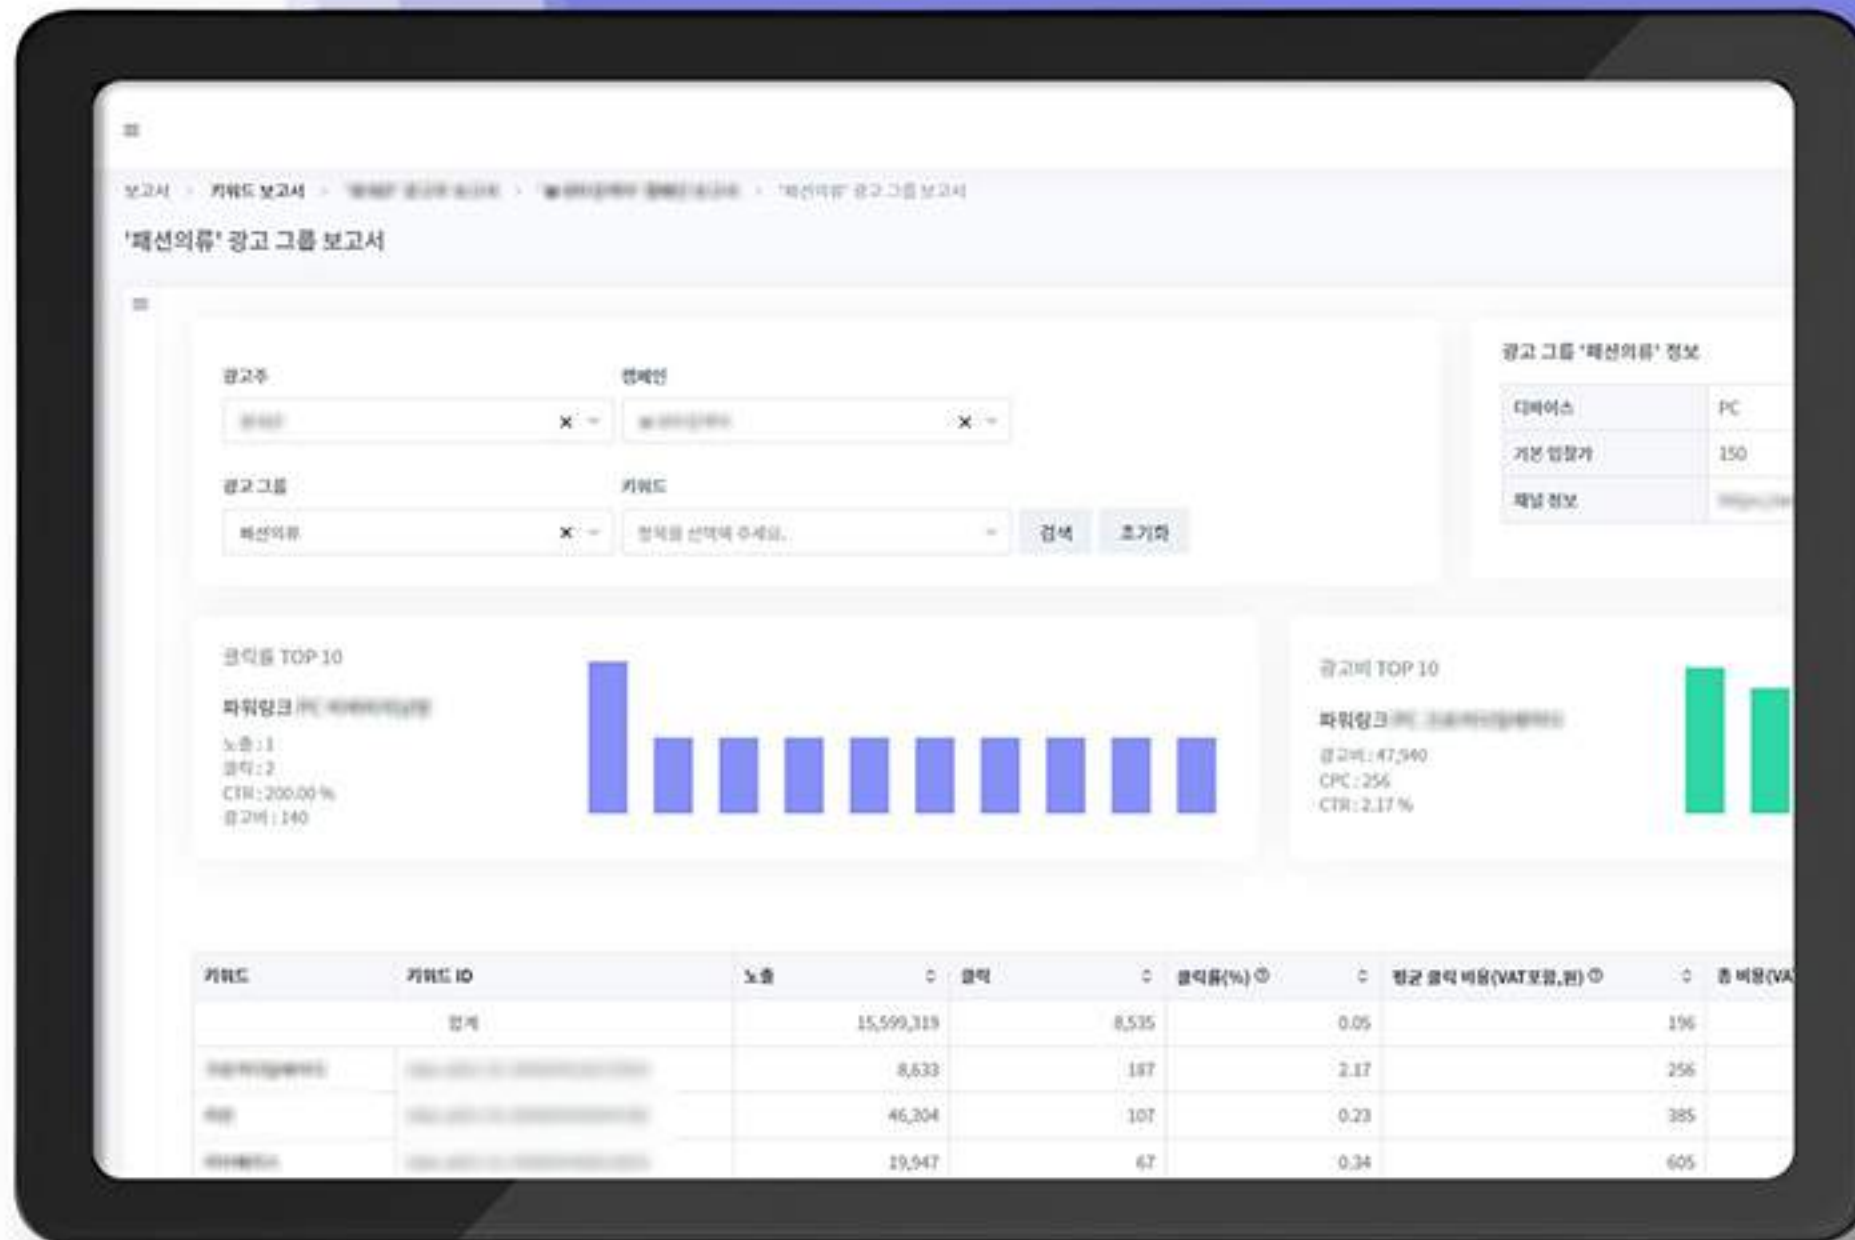 보고서 > 키워드 보고서 > > > '패션의류' 광고 그룹 보고서
'패션의류' 광고 그룹 보고서
광고주 캠페인
광고 그룹 키워드
패션의류 항목을 선택해 주세요. 검색 초기화
광고 그룹 '패션의류' 정보
디바이스 PC
기본 입찰가 150
채널 정보
클릭률 TOP 10
파워링크
노출 : 1
클릭 : 2
CTR : 200.00 %
광고비 : 140
광고비 TOP 10
파워링크
광고비 : 47,940
CPC : 256
CTR : 2.17 %
키워드 키워드 ID 노출 클릭 클릭률(%) 평균 클릭 비용(VAT포함,원) 총 비용(VA
합계 15,599,319 8,535 0.05 196
8,633 187 2.17 256
46,204 107 0.23 385
19,947 67 0.34 605